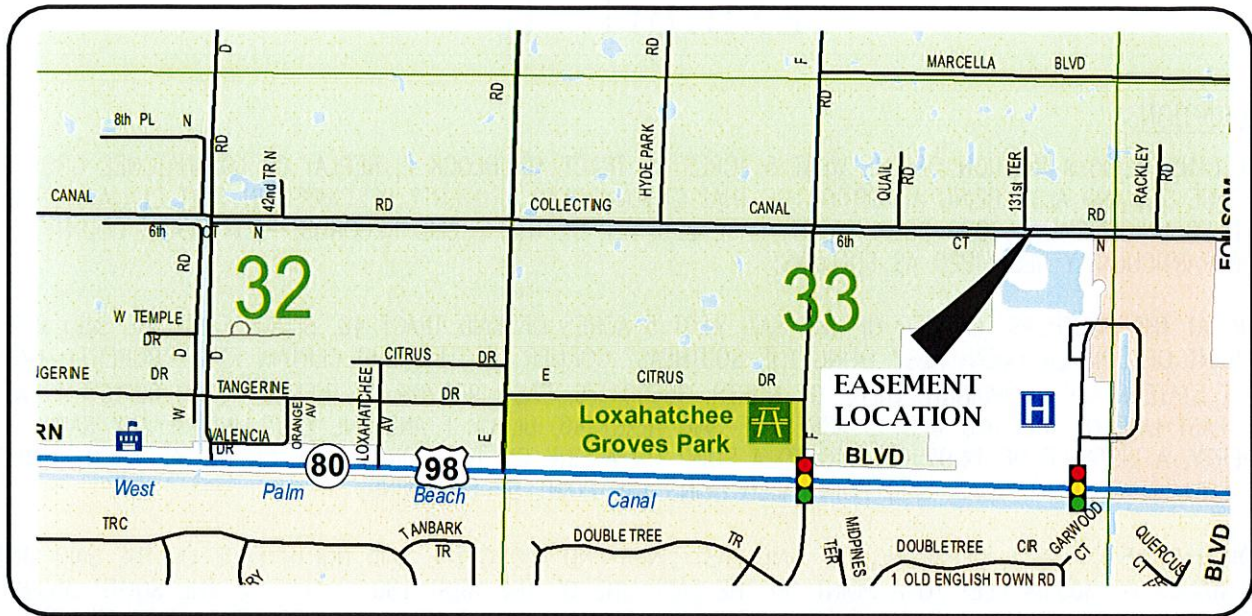 D
RD
RD
F
MARCELLA BLVD
8th PL N
RD
RD
42nd TR N
HYDE PARK
QUAIL
RD
131st TER
RACKLEY
RD
CANAL
RD
COLLECTING
CANAL
RD
6th CT N
6th CT N
RD
32
33
W TEMPLE
DR
D
D
NGERINE DR
CITRUS DR
E CITRUS DR
TANGERINE
DR
W
ORANGE
AV
LOXAHATCHEE
AV
E
F
EASEMENT
LOCATION
H
Loxahatchee
Groves Park
VALENCIA
DR
RN
80
98
BLVD
West Palm Beach Canal
TRC
TANBARK
TR
DOUBLETREE TR
MIDPINES
TER
DOUBLETREE CIR
GARWOOD
CT
QUERCUS
CT
BLVD
RY
1 OLD ENGLISH TOWN RD